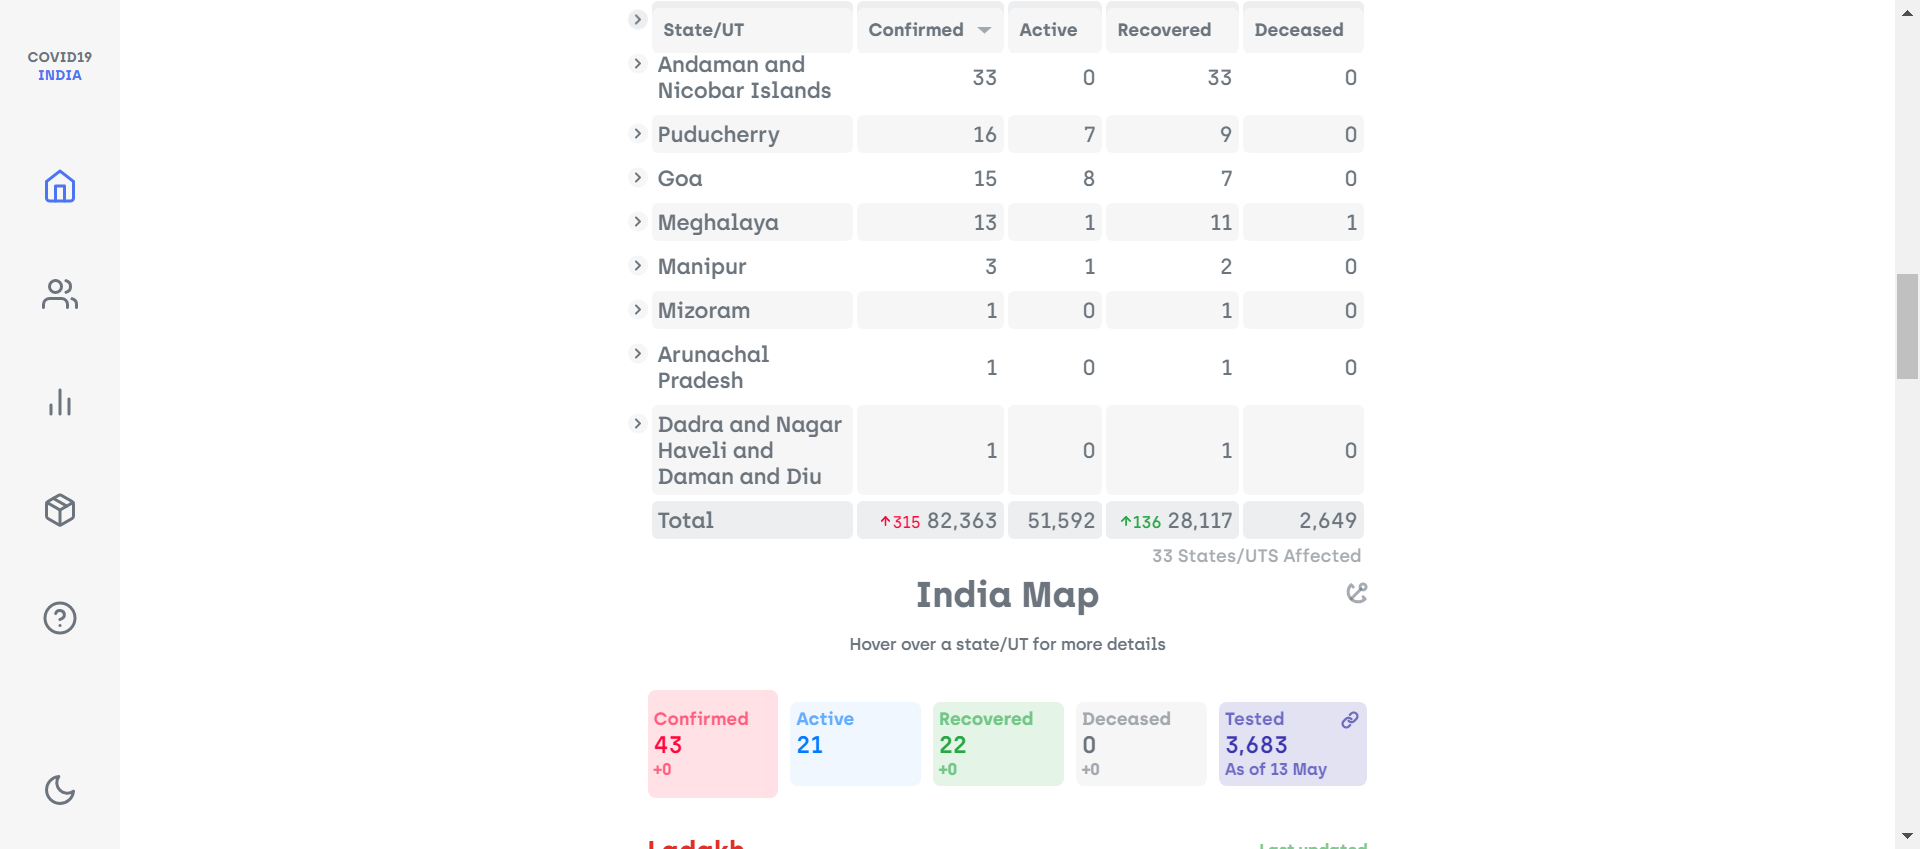 COVID19
INDIA
State/UT Confirmed Active Recovered Deceased
Andaman and
Nicobar Islands 33 0 33 0
Puducherry 16 7 9 0
Goa 15 8 7 0
Meghalaya 13 1 11 1
Manipur 3 1 2 0
Mizoram 1 0 1 0
Arunachal
Pradesh 1 0 1 0
Dadra and Nagar
Haveli and 1 0 1 0
Daman and Diu
Total ↑315 82,363 51,592 ↑136 28,117 2,649
33 States/UTS Affected
India Map
Hover over a state/UT for more details
Confirmed Active Recovered Deceased Tested
43 21 22 0 3,683
+0 +0 +0 As of 13 May
Ladakh Last updated